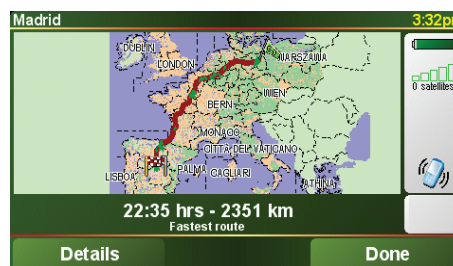 Madrid 3:32p
DUBLIN
LONDON
WARSZAWA
0 satellites
WIEN
BERN
MONACO
CITTÀ DEL VATICANO
LISBOA
PALMA
CAGLIARI
ATHINA
22:35 hrs - 2351 km
Fastest route
Details Done